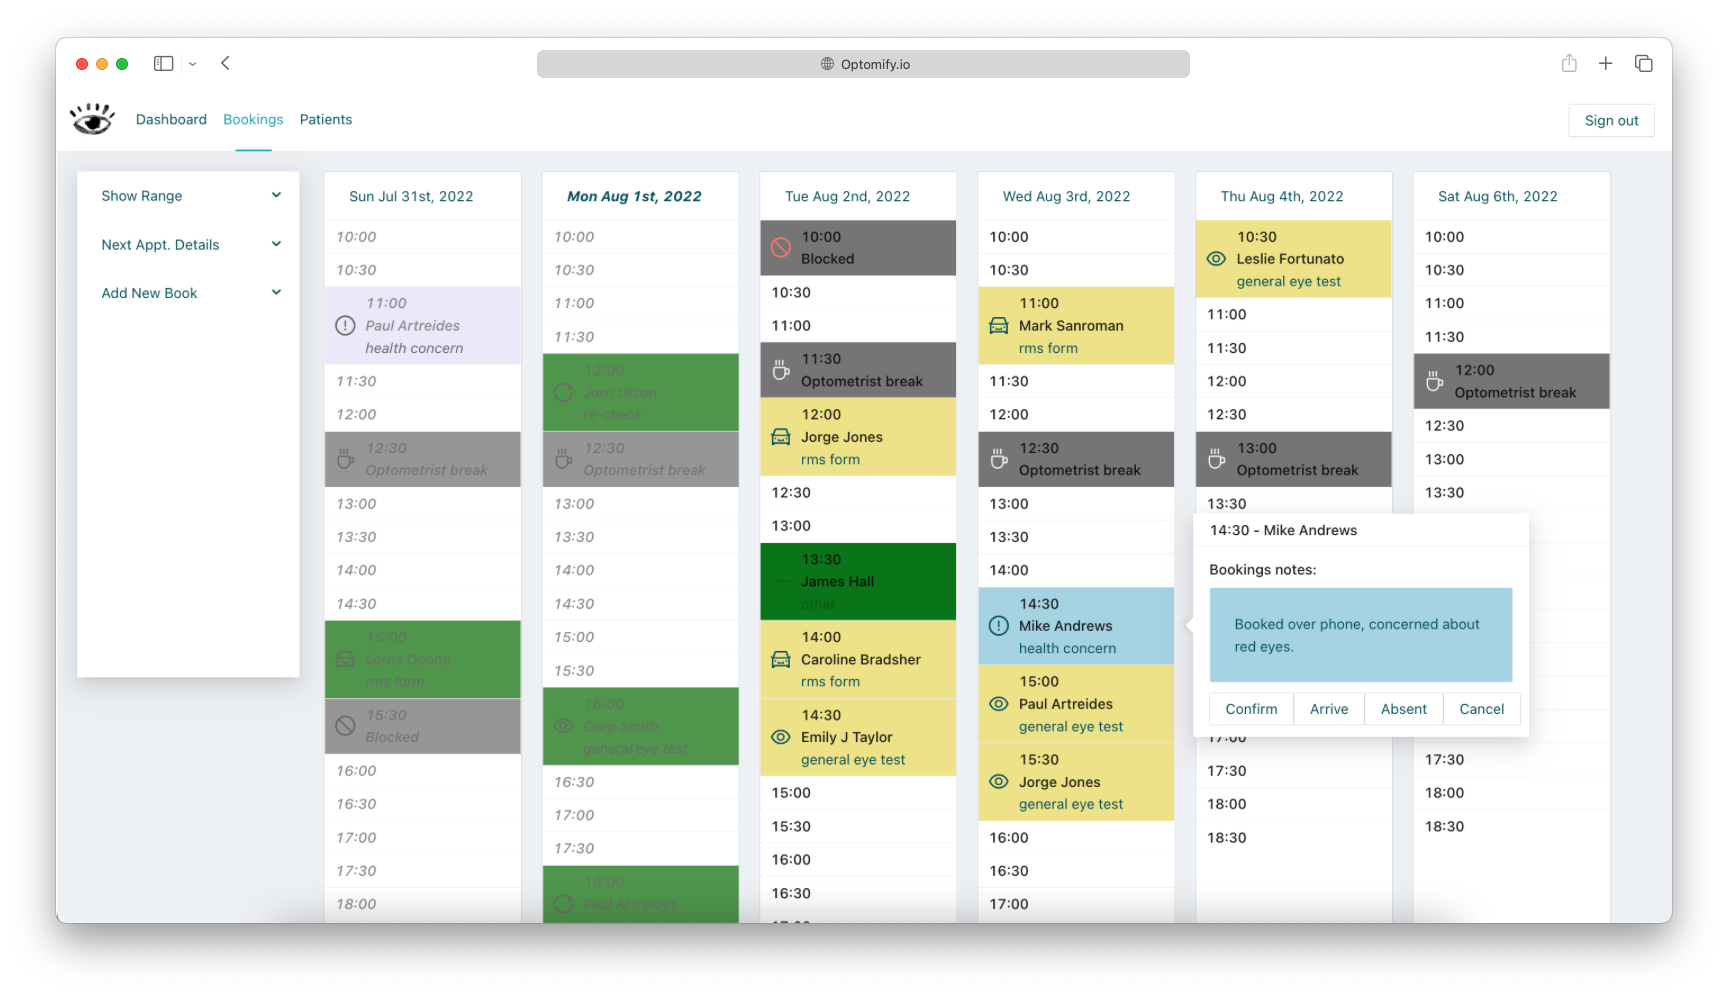 Optomify.io
Dashboard
Bookings
Patients
Sign out
Show Range
Next Appt. Details
Add New Book
Sun Jul 31st, 2022
10:00
10:30
11:00
Paul Artreides
health concern
11:30
12:00
12:30
Optometrist break
13:00
13:30
14:00
14:30
15:00
Lorna Doone
rms form
15:30
Blocked
16:00
16:30
17:00
17:30
18:00
Mon Aug 1st, 2022
10:00
10:30
11:00
11:30
12:00
Jorn Utzon
re-check
12:30
Optometrist break
13:00
13:30
14:00
14:30
15:00
15:30
16:00
Greg Smith
general eye test
16:30
17:00
17:30
18:00
Paul Artreides
Tue Aug 2nd, 2022
10:00
Blocked
10:30
11:00
11:30
Optometrist break
12:00
Jorge Jones
rms form
12:30
13:00
13:30
James Hall
other
14:00
Caroline Bradsher
rms form
14:30
Emily J Taylor
general eye test
15:00
15:30
16:00
16:30
Wed Aug 3rd, 2022
10:00
10:30
11:00
Mark Sanroman
rms form
11:30
12:00
12:30
Optometrist break
13:00
13:30
14:00
14:30
Mike Andrews
health concern
15:00
Paul Artreides
general eye test
15:30
Jorge Jones
general eye test
16:00
16:30
17:00
Thu Aug 4th, 2022
10:30
Leslie Fortunato
general eye test
11:00
11:30
12:00
12:30
13:00
Optometrist break
13:30
14:30 - Mike Andrews
Bookings notes:
Booked over phone, concerned about
red eyes.
Confirm
Arrive
Absent
Cancel
17:00
17:30
18:00
18:30
Sat Aug 6th, 2022
10:00
10:30
11:00
11:30
12:00
Optometrist break
12:30
13:00
13:30
17:30
18:00
18:30